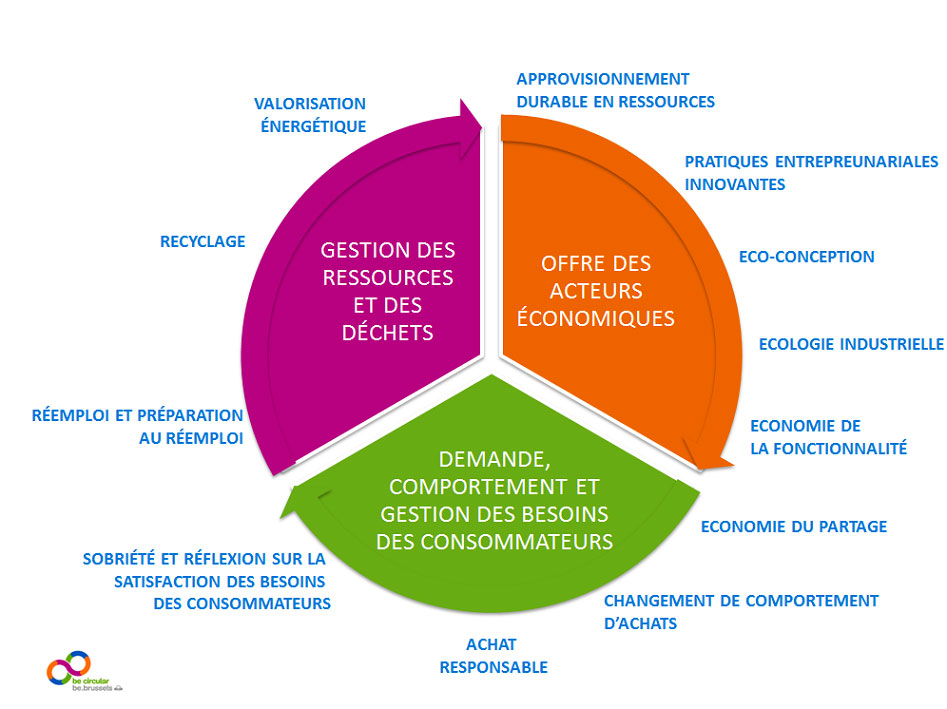 APPROVISIONNEMENT
DURABLE EN RESSOURCES
PRATIQUES ENTREPREUNARIALES
INNOVANTES
ECO-CONCEPTION
ECOLOGIE INDUSTRIELLE
ECONOMIE DE
LA FONCTIONNALITÉ
ECONOMIE DU PARTAGE
CHANGEMENT DE COMPORTEMENT
D’ACHATS
ACHAT
RESPONSABLE
SOBRIÉTÉ ET RÉFLEXION SUR LA
SATISFACTION DES BESOINS
DES CONSOMMATEURS
RÉEMPLOI ET PRÉPARATION
AU RÉEMPLOI
RECYCLAGE
VALORISATION
ÉNERGÉTIQUE
GESTION DES
RESSOURCES
ET DES
DÉCHETS
OFFRE DES
ACTEURS
ÉCONOMIQUES
DEMANDE,
COMPORTEMENT ET
GESTION DES BESOINS
DES CONSOMMATEURS
be circular
be.brussels